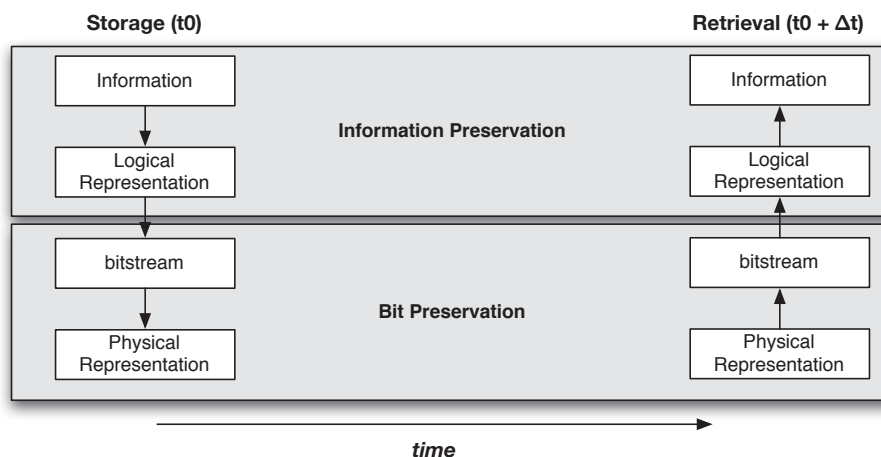 Storage (t0)
Retrieval (t0 + Δt)
Information
Information
Information Preservation
Logical
Representation
Logical
Representation
bitstream
bitstream
Bit Preservation
Physical
Representation
Physical
Representation
time